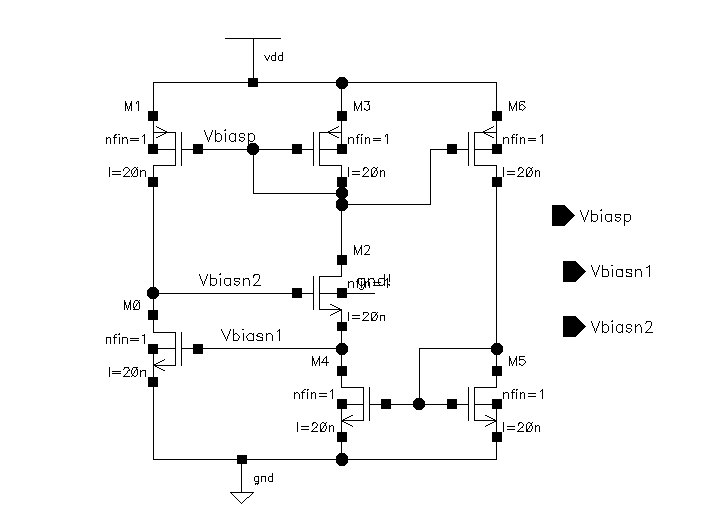 vdd
M1
M3
M6
nfin=1
Vbiasp
nfin=1
nfin=1
l=20n
l=20n
l=20n
Vbiasp
M2
Vbiasn2
gnd!
nfin=1
Vbiasn1
M0
l=20n
Vbiasn2
nfin=1
Vbiasn1
l=20n
M4
M5
nfin=1
nfin=1
l=20n
l=20n
gnd